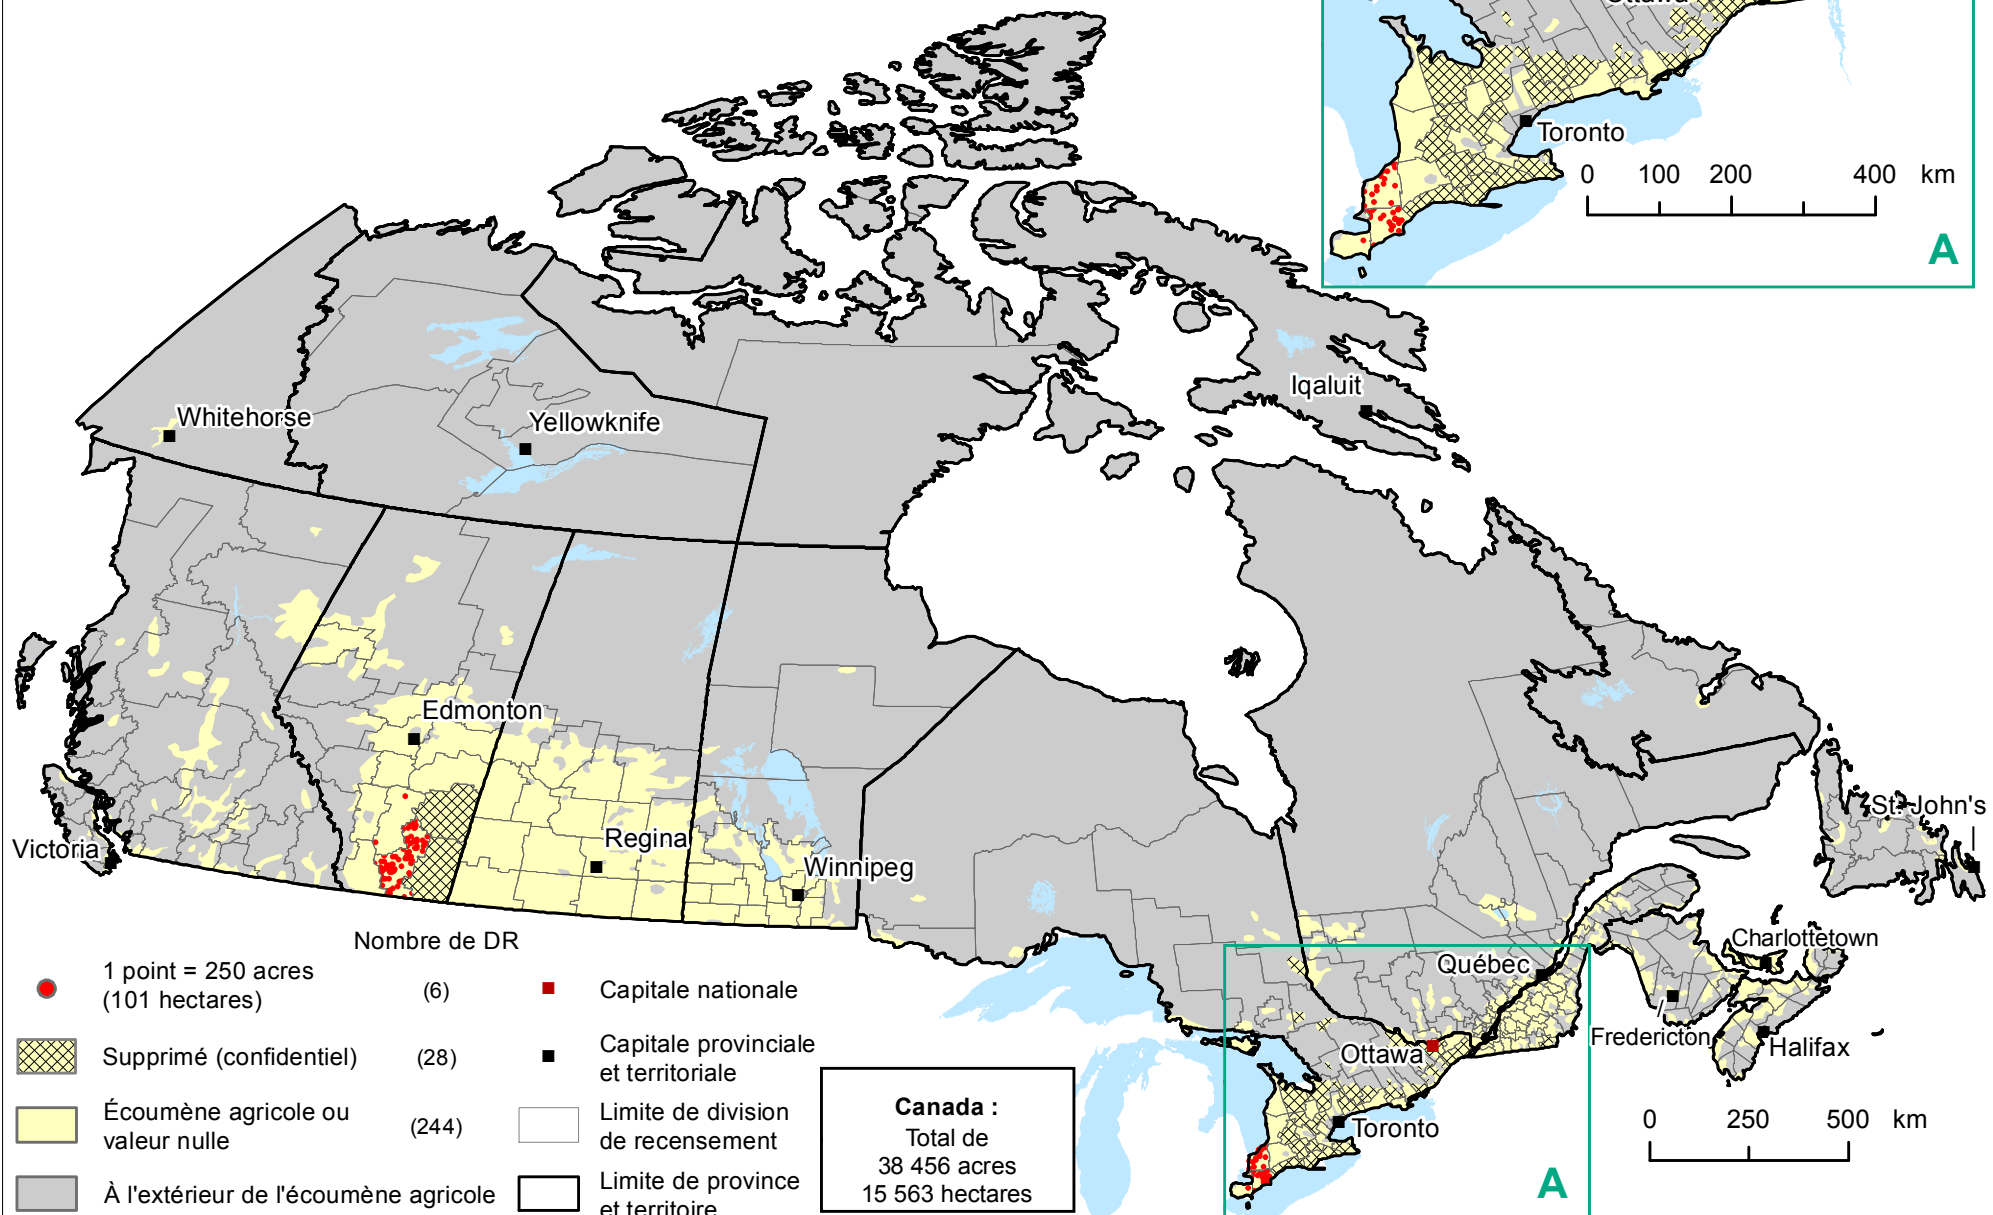 Ottawa
Toronto
0 100 200 400 km
A
Iqaluit
Whitehorse
Yellowknife
Edmonton
Regina
Winnipeg
Victoria
St. John's
Charlottetown
Québec
Fredericton
Halifax
Ottawa
Toronto
A
0 250 500 km
Nombre de DR
1 point = 250 acres
(101 hectares)
(6)
Supprimé (confidentiel)
(28)
Écoumène agricole ou
valeur nulle
(244)
À l'extérieur de l'écoumène agricole
Capitale nationale
Capitale provinciale
et territoriale
Limite de division
de recensement
Limite de province
et territoire
Canada :
Total de
38 456 acres
15 563 hectares